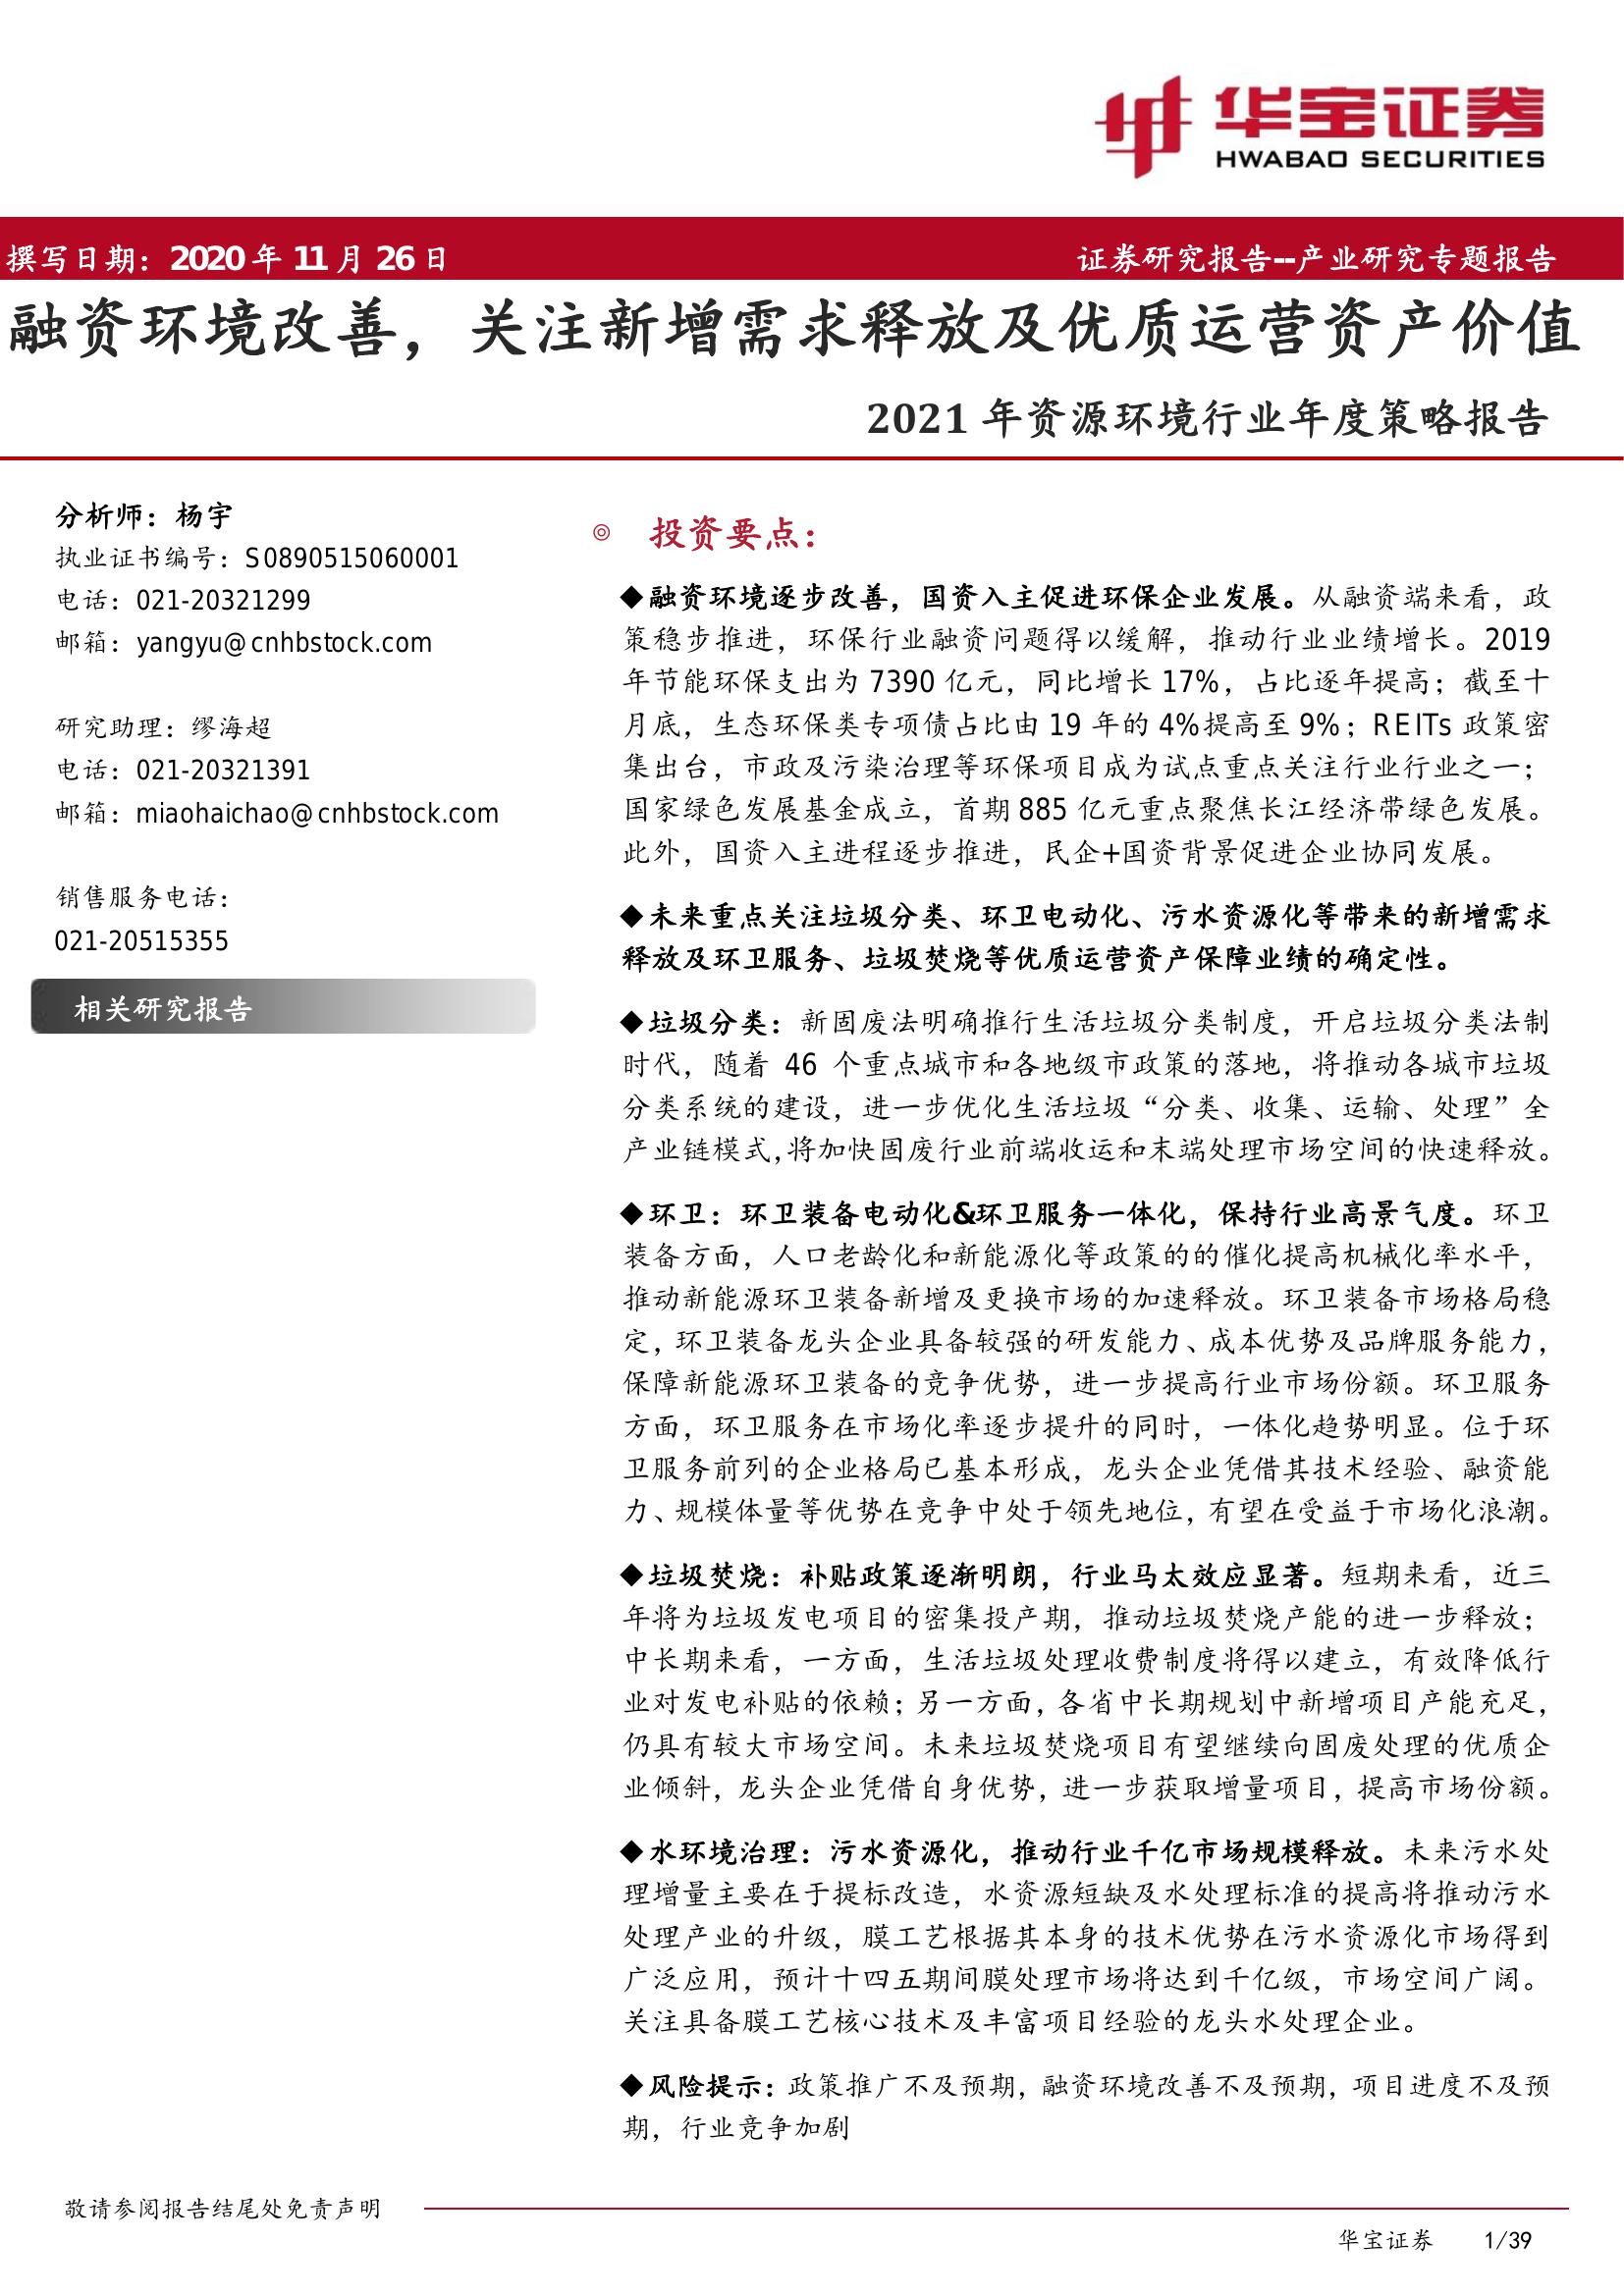 华宝证券
HWABAO SECURITIES
撰写日期：2020 年 11 月 26 日
证券研究报告--产业研究专题报告
融资环境改善，关注新增需求释放及优质运营资产价值
2021 年资源环境行业年度策略报告
分析师：杨宇
执业证书编号：S0890515060001
电话：021-20321299
邮箱：yangyu@cnhbstock.com
研究助理：缪海超
电话：021-20321391
邮箱：miaohaichao@cnhbstock.com
销售服务电话：
021-20515355
相关研究报告
◎ 投资要点：
◆融资环境逐步改善，国资入主促进环保企业发展。从融资端来看，政
策稳步推进，环保行业融资问题得以缓解，推动行业业绩增长。2019
年节能环保支出为 7390 亿元，同比增长 17%，占比逐年提高；截至十
月底，生态环保类专项债占比由 19 年的 4%提高至 9%；REITs 政策密
集出台，市政及污染治理等环保项目成为试点重点关注行业行业之一；
国家绿色发展基金成立，首期 885 亿元重点聚焦长江经济带绿色发展。
此外，国资入主进程逐步推进，民企+国资背景促进企业协同发展。
◆未来重点关注垃圾分类、环卫电动化、污水资源化等带来的新增需求
释放及环卫服务、垃圾焚烧等优质运营资产保障业绩的确定性。
◆垃圾分类：新固废法明确推行生活垃圾分类制度，开启垃圾分类法制
时代，随着 46 个重点城市和各地级市政策的落地，将推动各城市垃圾
分类系统的建设，进一步优化生活垃圾“分类、收集、运输、处理”全
产业链模式,将加快固废行业前端收运和末端处理市场空间的快速释放。
◆环卫：环卫装备电动化&环卫服务一体化，保持行业高景气度。环卫
装备方面，人口老龄化和新能源化等政策的的催化提高机械化率水平，
推动新能源环卫装备新增及更换市场的加速释放。环卫装备市场格局稳
定，环卫装备龙头企业具备较强的研发能力、成本优势及品牌服务能力，
保障新能源环卫装备的竞争优势，进一步提高行业市场份额。环卫服务
方面，环卫服务在市场化率逐步提升的同时，一体化趋势明显。位于环
卫服务前列的企业格局已基本形成，龙头企业凭借其技术经验、融资能
力、规模体量等优势在竞争中处于领先地位，有望在受益于市场化浪潮。
◆垃圾焚烧：补贴政策逐渐明朗，行业马太效应显著。短期来看，近三
年将为垃圾发电项目的密集投产期，推动垃圾焚烧产能的进一步释放；
中长期来看，一方面，生活垃圾处理收费制度将得以建立，有效降低行
业对发电补贴的依赖；另一方面，各省中长期规划中新增项目产能充足，
仍具有较大市场空间。未来垃圾焚烧项目有望继续向固废处理的优质企
业倾斜，龙头企业凭借自身优势，进一步获取增量项目，提高市场份额。
◆水环境治理：污水资源化，推动行业千亿市场规模释放。未来污水处
理增量主要在于提标改造，水资源短缺及水处理标准的提高将推动污水
处理产业的升级，膜工艺根据其本身的技术优势在污水资源化市场得到
广泛应用，预计十四五期间膜处理市场将达到千亿级，市场空间广阔。
关注具备膜工艺核心技术及丰富项目经验的龙头水处理企业。
◆风险提示：政策推广不及预期，融资环境改善不及预期，项目进度不及预
期，行业竞争加剧
敬请参阅报告结尾处免责声明
华宝证券 1/39